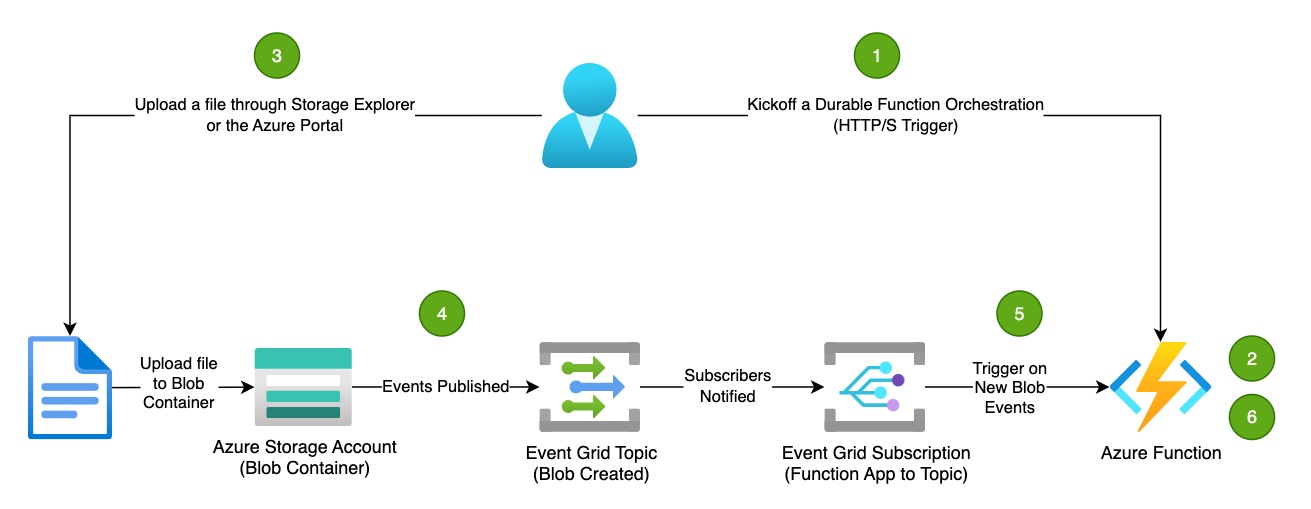 3
1
Upload a file through Storage Explorer
or the Azure Portal
Kickoff a Durable Function Orchestration
(HTTP/S Trigger)
4
5
Upload file
to Blob
Container
Events Published
Subscribers
Notified
Trigger on
New Blob
Events
2
6
Azure Storage Account
(Blob Container)
Event Grid Topic
(Blob Created)
Event Grid Subscription
(Function App to Topic)
Azure Function